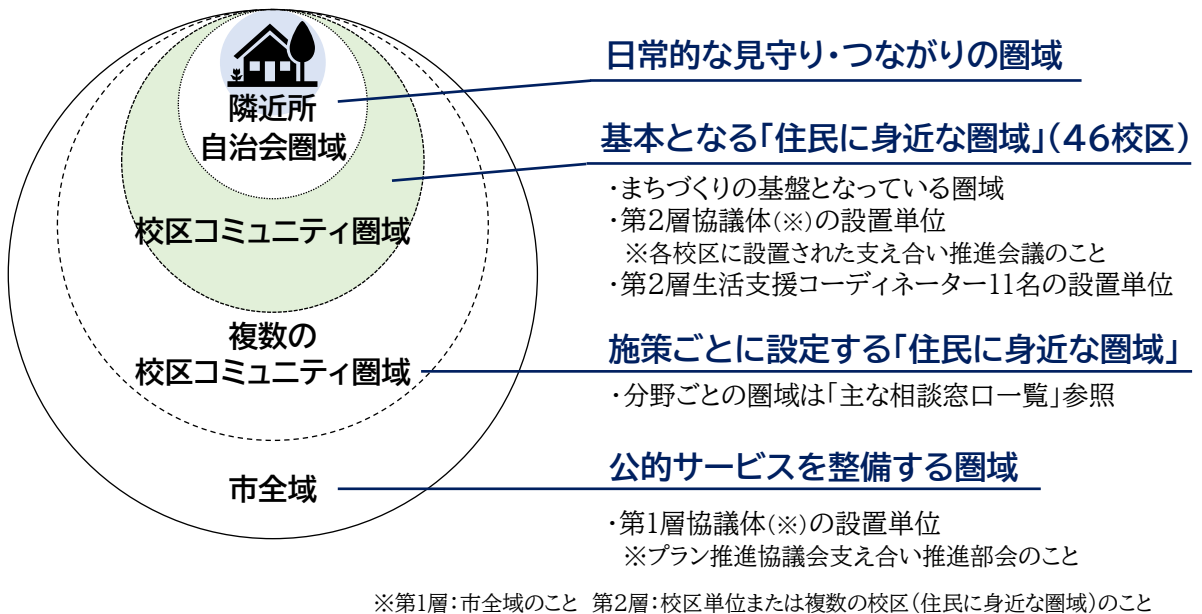 隣近所
自治会圏域
校区コミュニティ圏域
複数の
校区コミュニティ圏域
市全域
日常的な見守り・つながりの圏域
基本となる「住民に身近な圏域」(46校区)
・まちづくりの基盤となっている圏域
・第2層協議体(※)の設置単位
※各校区に設置された支え合い推進会議のこと
・第2層生活支援コーディネーター11名の設置単位
施策ごとに設定する「住民に身近な圏域」
・分野ごとの圏域は「主な相談窓口一覧」参照
公的サービスを整備する圏域
・第1層協議体(※)の設置単位
※プラン推進協議会支え合い推進部会のこと
※第1層:市全域のこと 第2層:校区単位または複数の校区(住民に身近な圏域)のこと